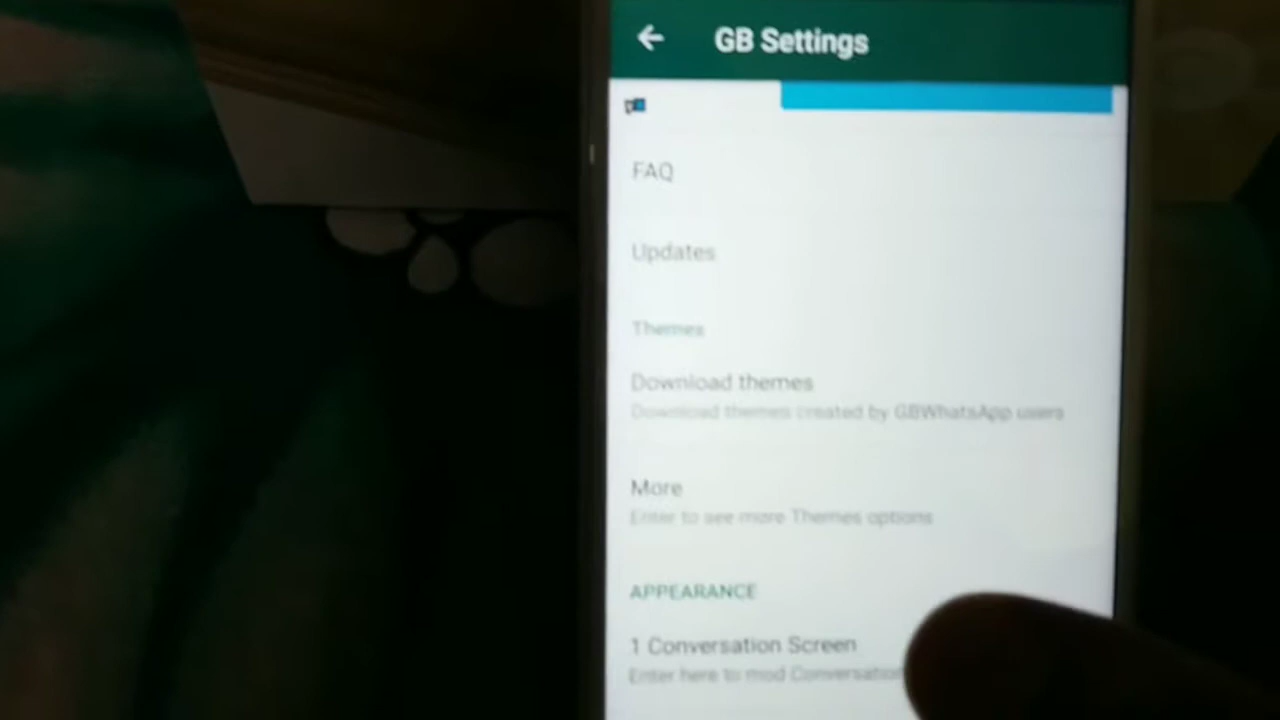 GB Settings
FAQ
Updates
Themes
Download themes
Download themes created by GBWhatsApp users
More
Enter to see more Themes options
APPEARANCE
1 Conversation Screen
Enter here to mod Conversation